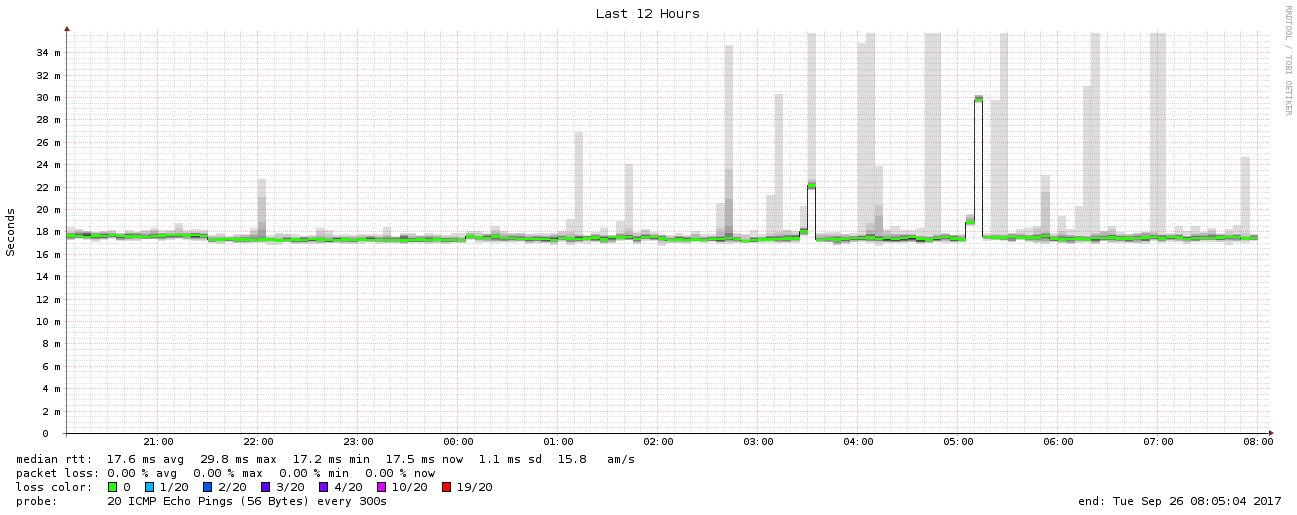 Last 12 Hours
RRDTOOL / TOBI OETIKER
Seconds
34 m
32 m
30 m
28 m
26 m
24 m
22 m
20 m
18 m
16 m
14 m
12 m
10 m
8 m
6 m
4 m
2 m
0
21:00 22:00 23:00 00:00 01:00 02:00 03:00 04:00 05:00 06:00 07:00 08:00
median rtt: 17.6 ms avg 29.8 ms max 17.2 ms min 17.5 ms now 1.1 ms sd 15.8 am/s
packet loss: 0.00 % avg 0.00 % max 0.00 % min 0.00 % now
loss color: 0 1/20 2/20 3/20 4/20 10/20 19/20
probe: 20 ICMP Echo Pings (56 Bytes) every 300s end: Tue Sep 26 08:05:04 2017